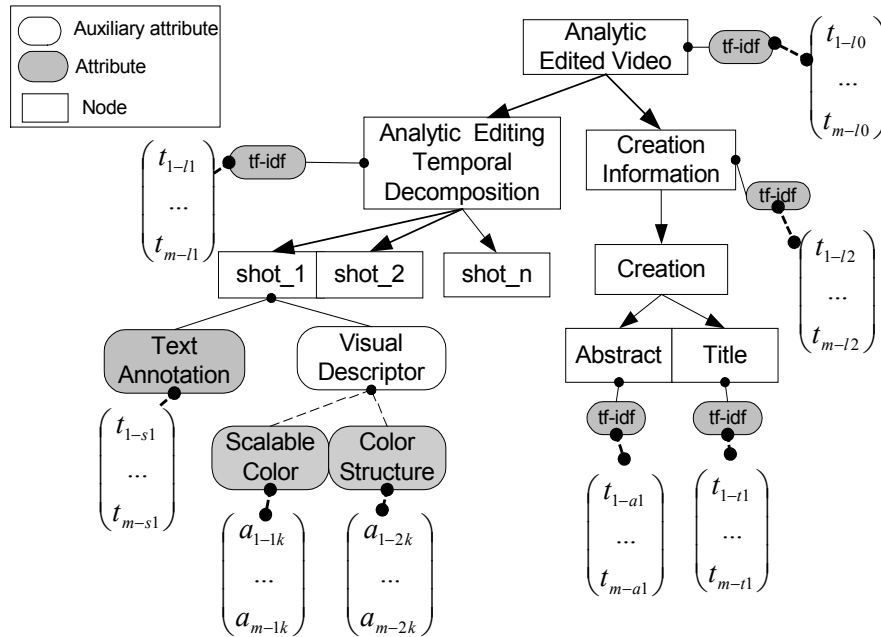 Auxiliary attribute
Attribute
Node
Analytic
Edited Video
tf-idf
t1-l0
...
tm-l0
Analytic Editing
Temporal
Decomposition
tf-idf
t1-l1
...
tm-l1
Creation
Information
tf-idf
t1-l2
...
tm-l2
shot_1
shot_2
shot_n
Creation
Text
Annotation
Visual
Descriptor
Abstract
Title
tf-idf
tf-idf
t1-s1
...
tm-s1
Scalable
Color
Color
Structure
a1-1k
...
am-1k
a1-2k
...
am-2k
t1-a1
...
tm-a1
t1-t1
...
tm-t1